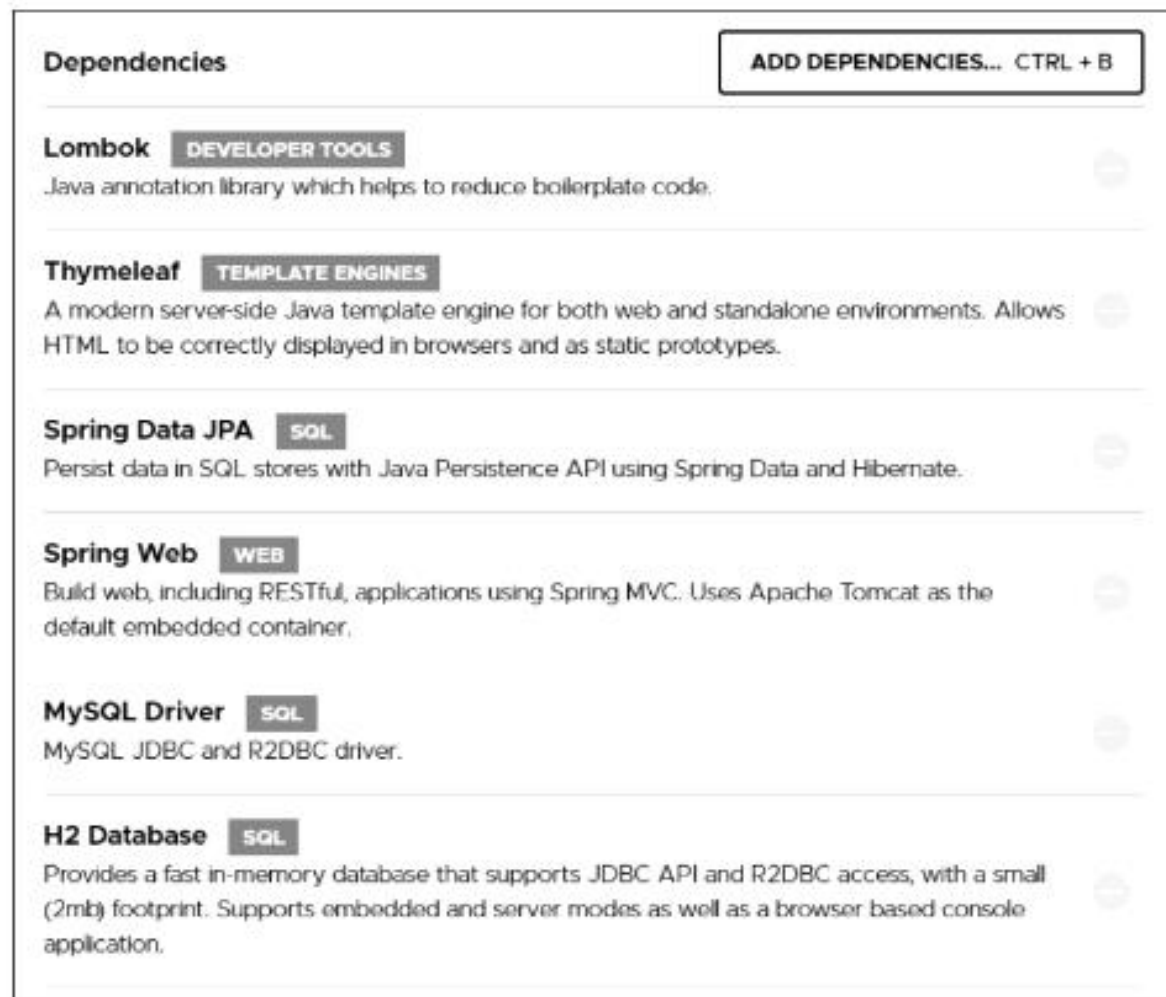 Dependencies
ADD DEPENDENCIES... CTRL + B
Lombok DEVELOPER TOOLS
Java annotation library which helps to reduce boilerplate code.
Thymeleaf TEMPLATE ENGINES
A modern server-side Java template engine for both web and standalone environments. Allows
HTML to be correctly displayed in browsers and as static prototypes.
Spring Data JPA SQL
Persist data in SQL stores with Java Persistence API using Spring Data and Hibernate.
Spring Web WEB
Build web, including RESTful, applications using Spring MVC. Uses Apache Tomcat as the
default embedded container.
MySQL Driver SQL
MySQL JDBC and R2DBC driver.
H2 Database SQL
Provides a fast in-memory database that supports JDBC API and R2DBC access, with a small
(2mb) footprint. Supports embedded and server modes as well as a browser based console
application.